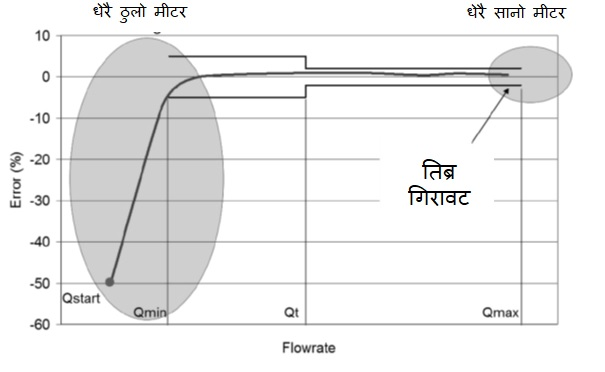 धेरै ठुलो मीटर
धेरै सानो मीटर
10
0
-10
-20
-30
-40
-50
-60
Error (%)
तिब्र
गिरावट
Qstart
Qmin
Qt
Qmax
Flowrate